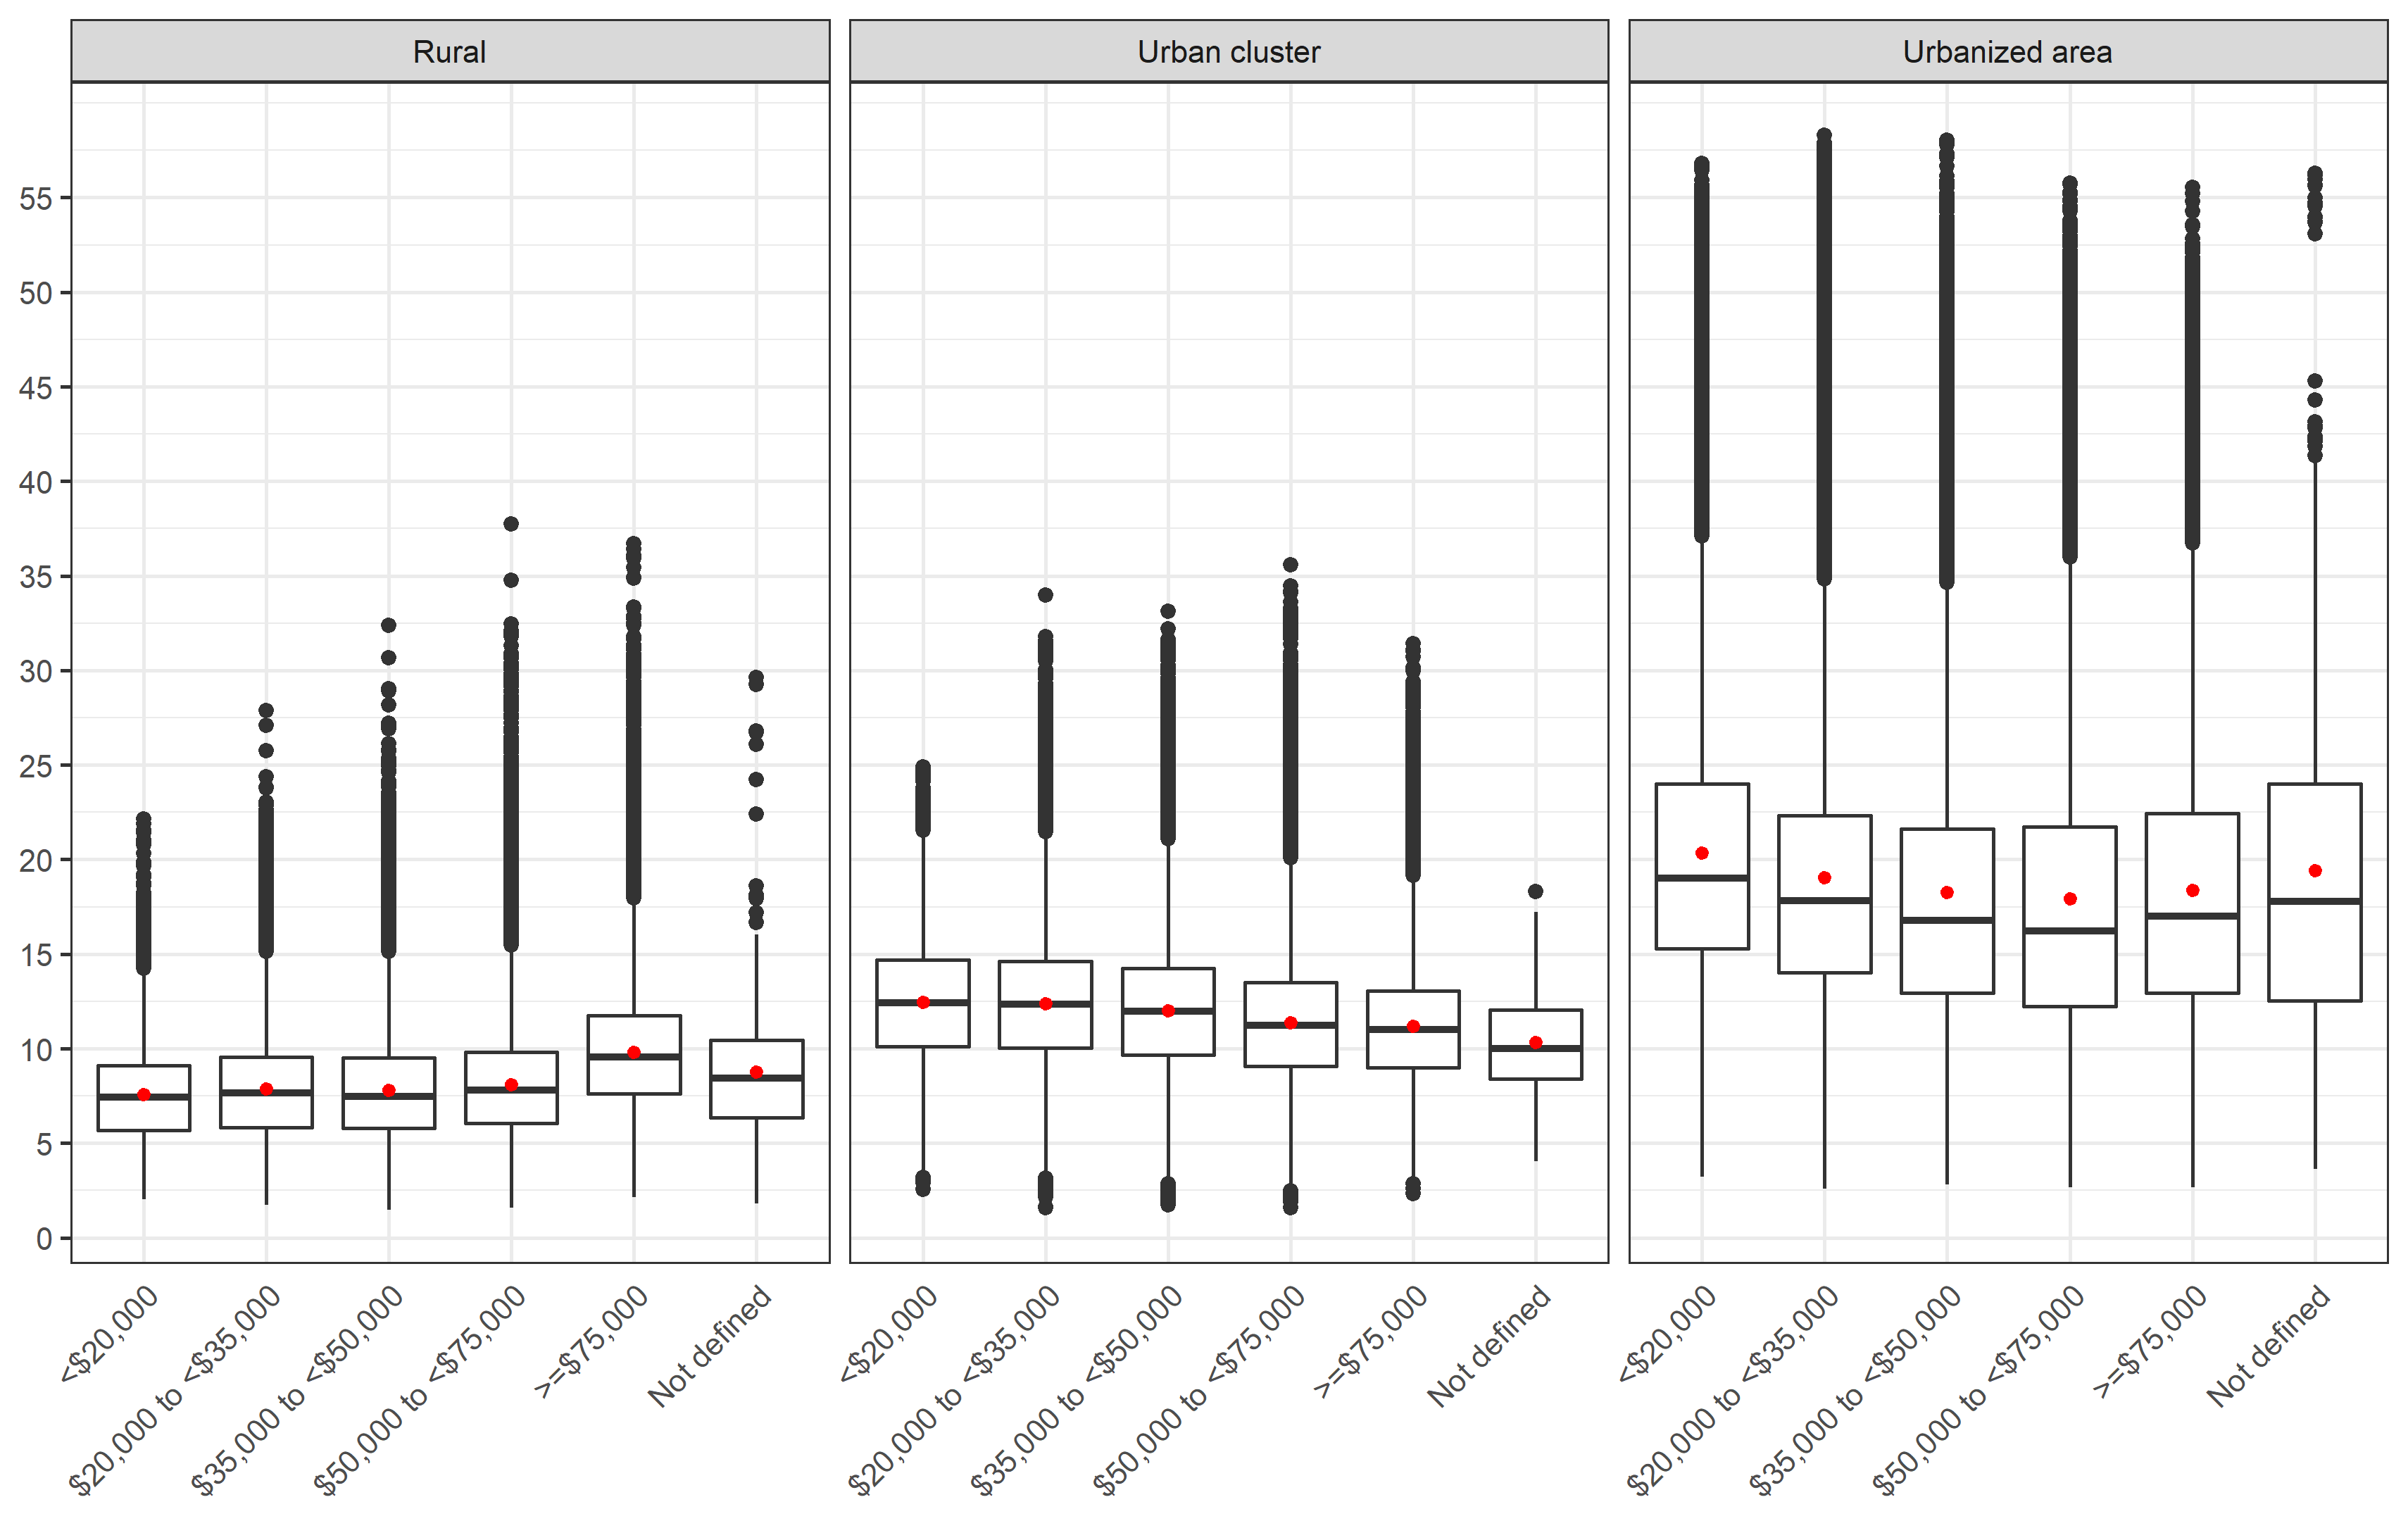 Rural
Urban cluster
Urbanized area
55
50
45
40
35
30
25
20
15
10
5
0
<$20,000
$20,000 to <$35,000
$35,000 to <$50,000
$50,000 to <$75,000
>=$75,000
Not defined
<$20,000
$20,000 to <$35,000
$35,000 to <$50,000
$50,000 to <$75,000
>=$75,000
Not defined
<$20,000
$20,000 to <$35,000
$35,000 to <$50,000
$50,000 to <$75,000
>=$75,000
Not defined